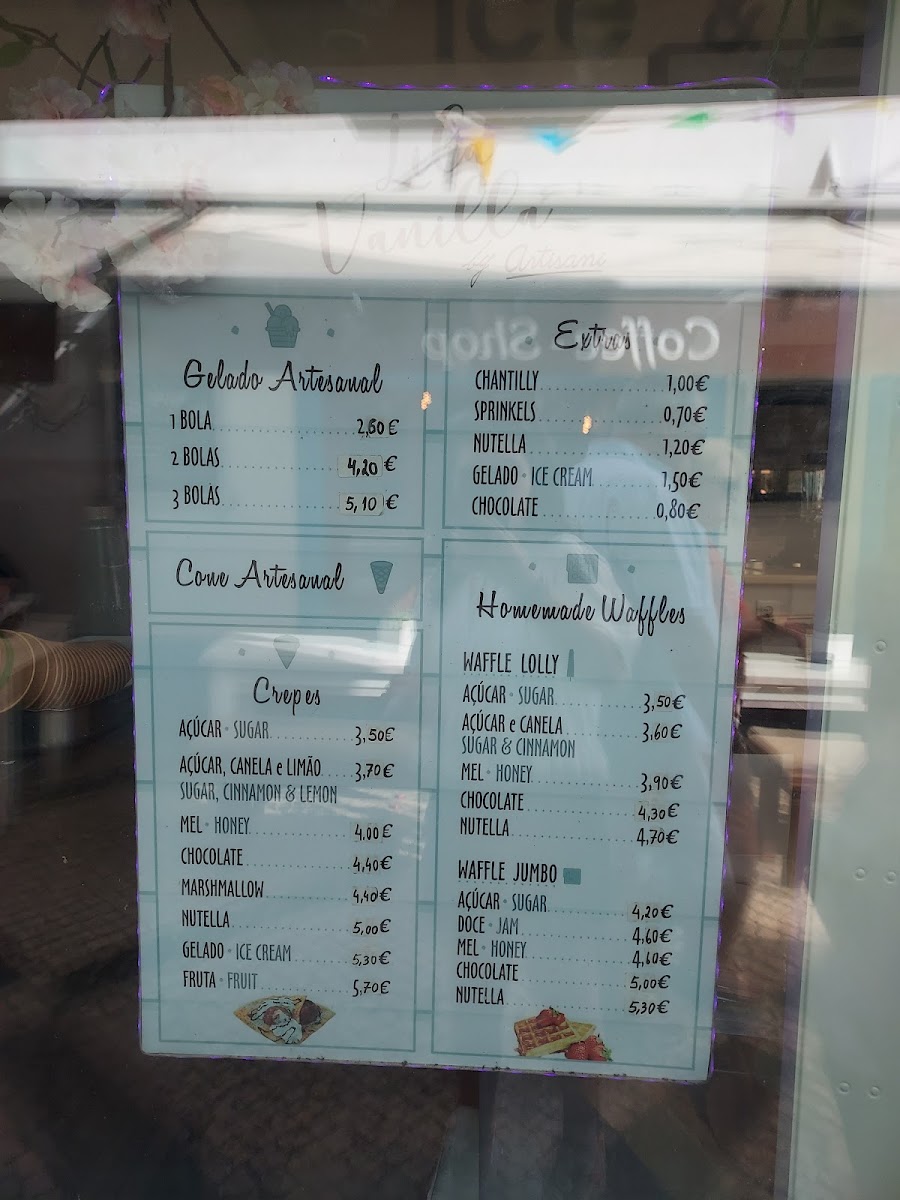 ICE &
Vanilla
by Artisani
Coffee Shop
Gelado Artesanal
1 BOLA 2,60 €
2 BOLAS 4,20 €
3 BOLAS 5,10 €
Cone Artesanal
Crepes
AÇÚCAR • SUGAR 3,50€
AÇÚCAR, CANELA e LIMÃO 3,70€
SUGAR, CINNAMON & LEMON
MEL • HONEY 4,00€
CHOCOLATE 4,40€
MARSHMALLOW 4,40€
NUTELLA 5,00€
GELADO • ICE CREAM 5,30€
FRUTA • FRUIT 5,70€
Extras
CHANTILLY 1,00€
SPRINKELS 0,70€
NUTELLA 1,20€
GELADO • ICE CREAM 1,50€
CHOCOLATE 0,80€
Homemade Waffles
WAFFLE LOLLY
AÇÚCAR • SUGAR 3,50€
AÇÚCAR e CANELA 3,60€
SUGAR & CINNAMON
MEL • HONEY 3,90€
CHOCOLATE 4,30€
NUTELLA 4,70€
WAFFLE JUMBO
AÇÚCAR • SUGAR 4,20€
DOCE • JAM 4,60€
MEL • HONEY 4,60€
CHOCOLATE 5,00€
NUTELLA 5,30€